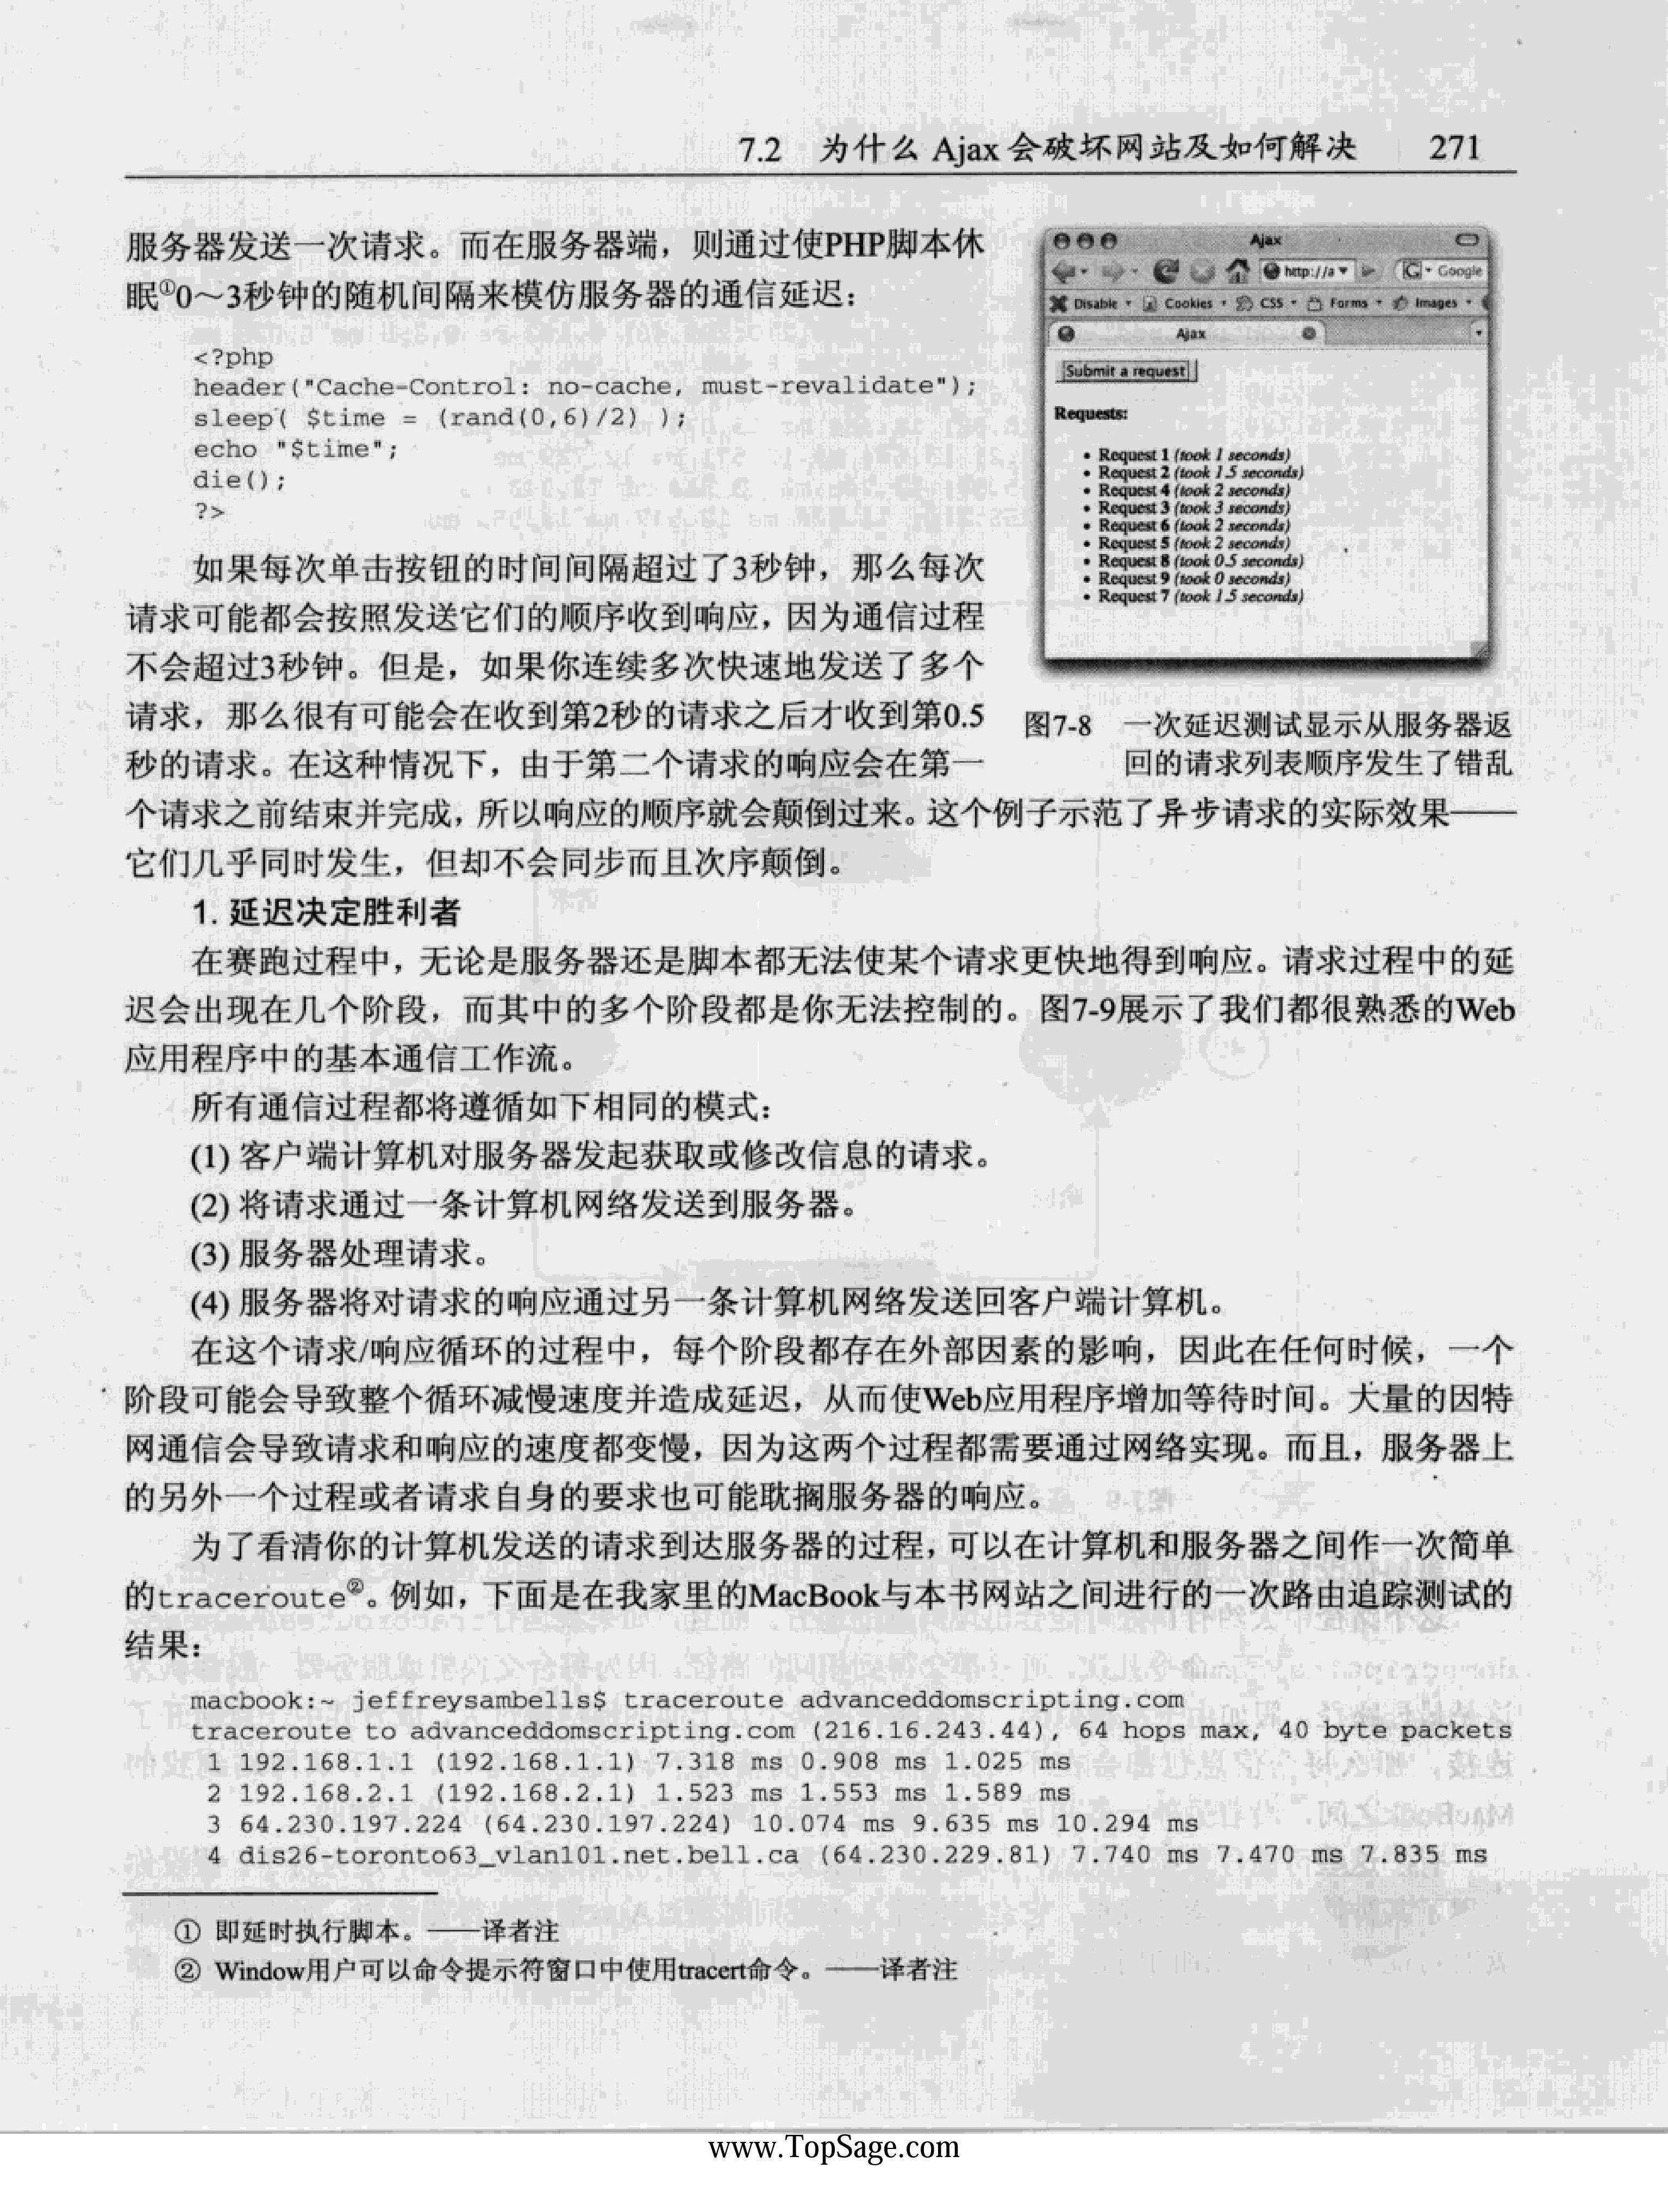 7.2 为什么 Ajax 会破坏网站及如何解决 271
服务器发送一次请求。而在服务器端，则通过使PHP脚本休
眠①0～3秒钟的随机间隔来模仿服务器的通信延迟：
<?php
header("Cache-Control: no-cache, must-revalidate");
sleep( $time = (rand(0,6)/2) );
echo "$time";
die();
?>
如果每次单击按钮的时间间隔超过了3秒钟，那么每次
请求可能都会按照发送它们的顺序收到响应，因为通信过程
不会超过3秒钟。但是，如果你连续多次快速地发送了多个
请求，那么很有可能会在收到第2秒的请求之后才收到第0.5
秒的请求。在这种情况下，由于第二个请求的响应会在第一
Ajax
http://a
Google
Disable Cookies CSS Forms Images
Ajax
Submit a request
Requests:
• Request 1 (took 1 seconds)
• Request 2 (took 1.5 seconds)
• Request 4 (took 2 seconds)
• Request 3 (took 3 seconds)
• Request 6 (took 2 seconds)
• Request 5 (took 2 seconds)
• Request 8 (took 0.5 seconds)
• Request 9 (took 0 seconds)
• Request 7 (took 1.5 seconds)
图7-8 一次延迟测试显示从服务器返
回的请求列表顺序发生了错乱
个请求之前结束并完成，所以响应的顺序就会颠倒过来。这个例子示范了异步请求的实际效果——
它们几乎同时发生，但却不会同步而且次序颠倒。
1. 延迟决定胜利者
在赛跑过程中，无论是服务器还是脚本都无法使某个请求更快地得到响应。请求过程中的延
迟会出现在几个阶段，而其中的多个阶段都是你无法控制的。图7-9展示了我们都很熟悉的Web
应用程序中的基本通信工作流。
所有通信过程都将遵循如下相同的模式：
(1) 客户端计算机对服务器发起获取或修改信息的请求。
(2) 将请求通过一条计算机网络发送到服务器。
(3) 服务器处理请求。
(4) 服务器将对请求的响应通过另一条计算机网络发送回客户端计算机。
在这个请求/响应循环的过程中，每个阶段都存在外部因素的影响，因此在任何时候，一个
阶段可能会导致整个循环减慢速度并造成延迟，从而使Web应用程序增加等待时间。大量的因特
网通信会导致请求和响应的速度都变慢，因为这两个过程都需要通过网络实现。而且，服务器上
的另外一个过程或者请求自身的要求也可能耽搁服务器的响应。
为了看清你的计算机发送的请求到达服务器的过程，可以在计算机和服务器之间作一次简单
的traceroute②。例如，下面是在我家里的MacBook与本书网站之间进行的一次路由追踪测试的
结果：
macbook:~ jeffreysambells$ traceroute advanceddomscripting.com
traceroute to advanceddomscripting.com (216.16.243.44), 64 hops max, 40 byte packets
1 192.168.1.1 (192.168.1.1) 7.318 ms 0.908 ms 1.025 ms
2 192.168.2.1 (192.168.2.1) 1.523 ms 1.553 ms 1.589 ms
3 64.230.197.224 (64.230.197.224) 10.074 ms 9.635 ms 10.294 ms
4 dis26-toronto63_vlan101.net.bell.ca (64.230.229.81) 7.740 ms 7.470 ms 7.835 ms
① 即延时执行脚本。——译者注
② Window用户可以命令提示符窗口中使用tracert命令。——译者注
www.TopSage.com